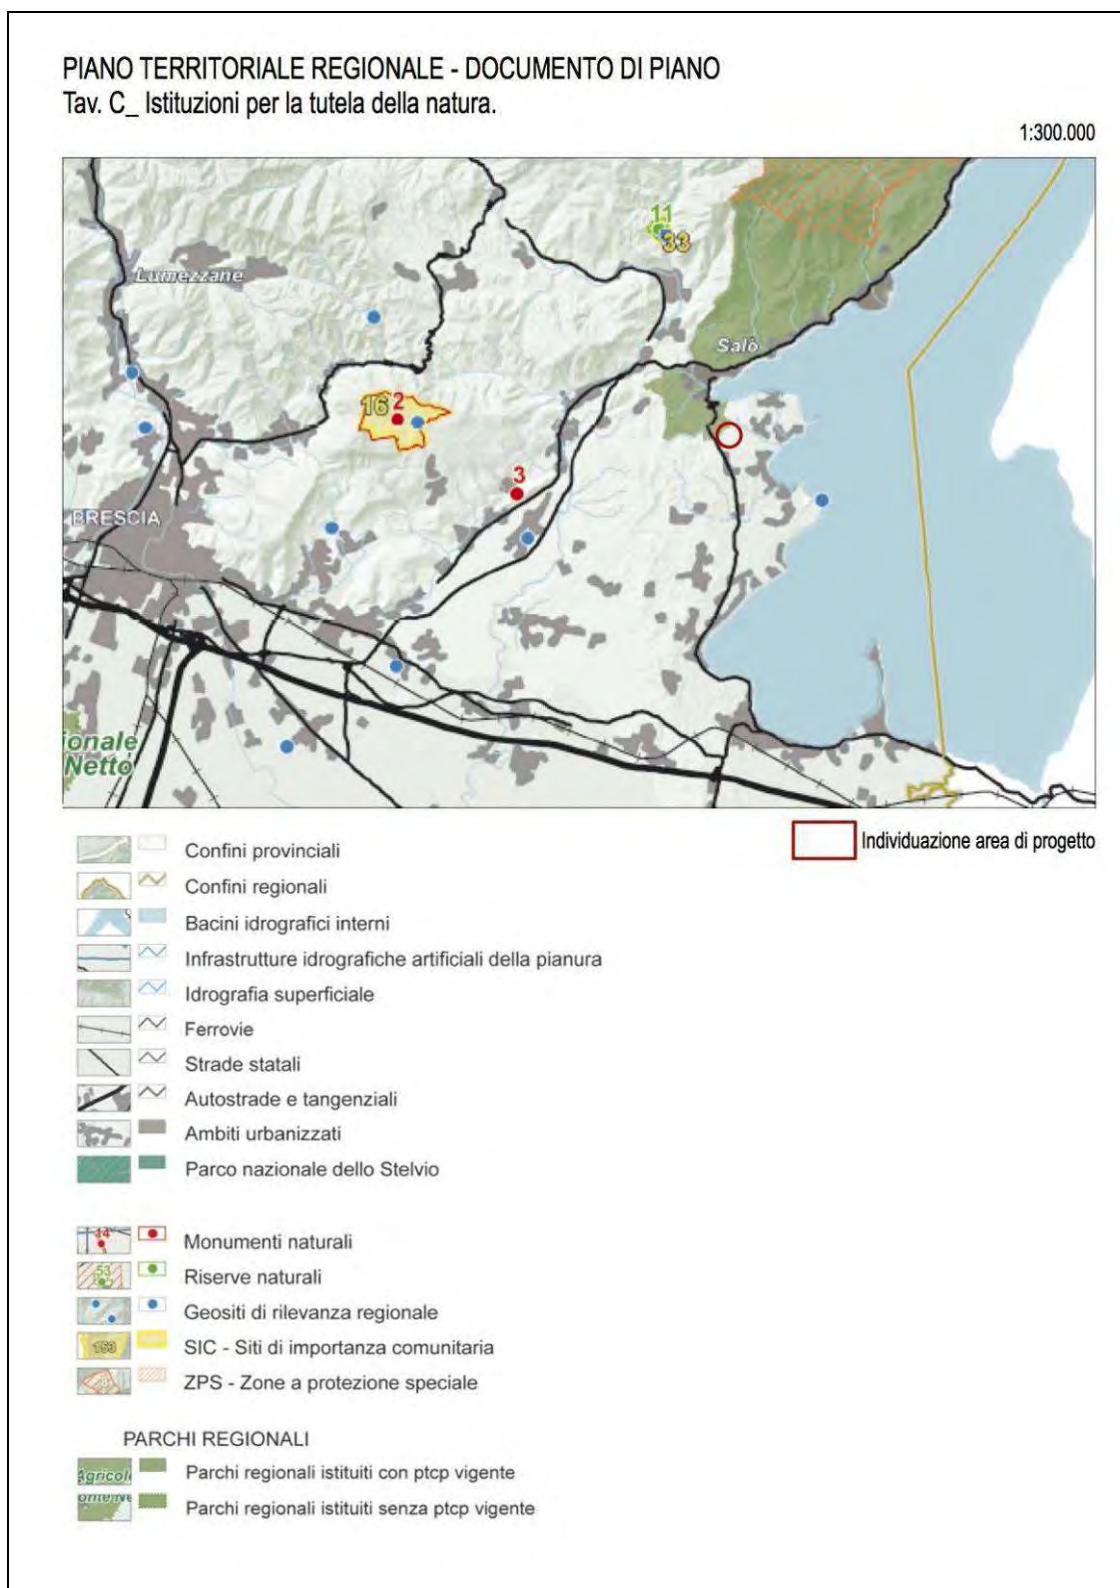 PIANO TERRITORIALE REGIONALE - DOCUMENTO DI PIANO
Tav. C_ Istituzioni per la tutela della natura.
1:300.000
11
33
Lumezzane
Salò
16
2
3
BRESCIA
ionale
Netto
Individuazione area di progetto
Confini provinciali
Confini regionali
Bacini idrografici interni
Infrastrutture idrografiche artificiali della pianura
Idrografia superficiale
Ferrovie
Strade statali
Autostrade e tangenziali
Ambiti urbanizzati
Parco nazionale dello Stelvio
14
Monumenti naturali
53
Riserve naturali
Geositi di rilevanza regionale
SIC - Siti di importanza comunitaria
ZPS - Zone a protezione speciale
PARCHI REGIONALI
Agricol
Parchi regionali istituiti con ptcp vigente
Parchi regionali istituiti senza ptcp vigente